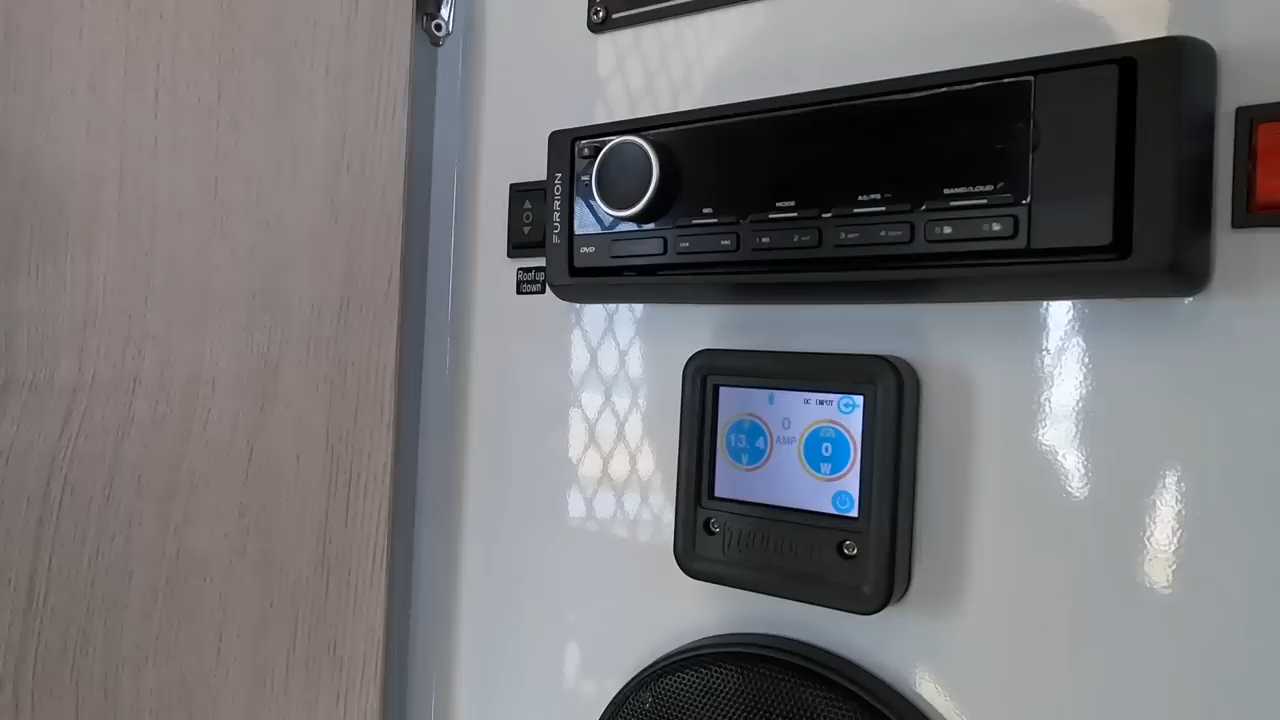 FURRION
SEL
MODE
AS/PS
BAND/LOUD
DVD
Roof up
/down
DC INPUT
13.4
V
0
AMP
0
W